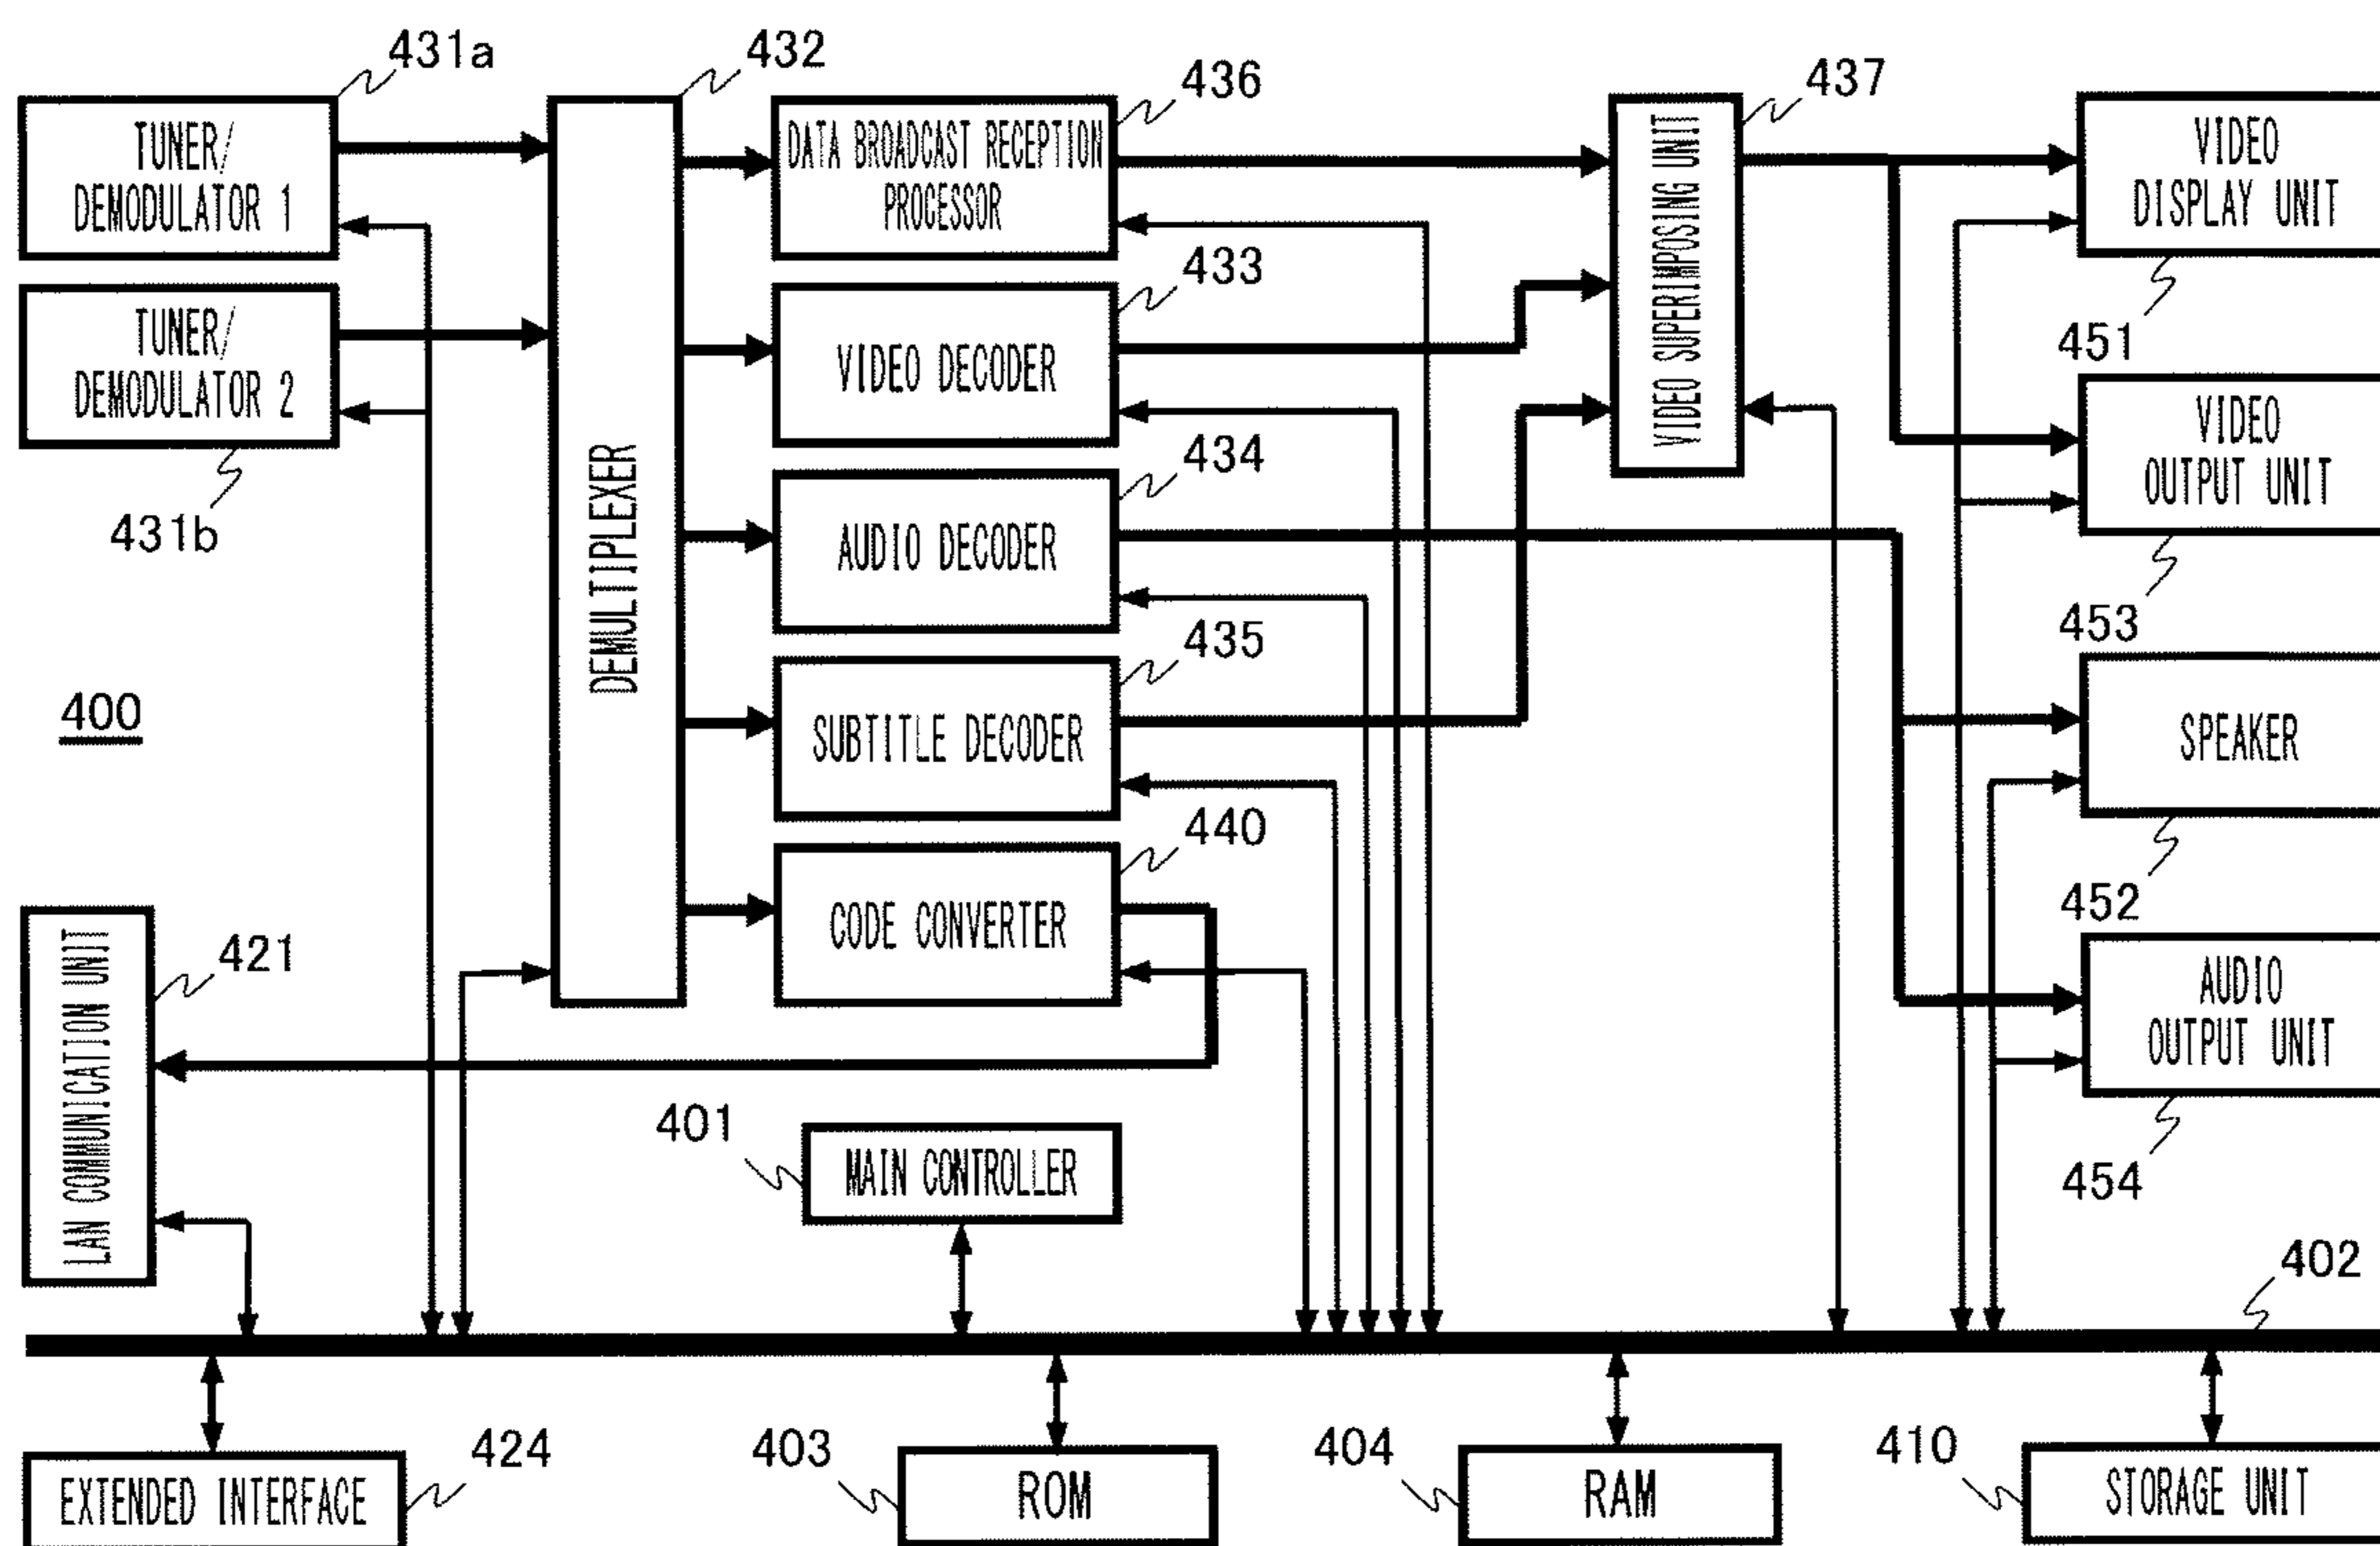 431a
432
436
437
TUNER/
DEMODULATOR 1
DATA BROADCAST RECEPTION
PROCESSOR
VIDEO SUPERIMPOSING UNIT
VIDEO
DISPLAY UNIT
433
451
TUNER/
DEMODULATOR 2
VIDEO DECODER
VIDEO
OUTPUT UNIT
431b
434
DEMULTIPLEXER
AUDIO DECODER
453
435
400
SUBTITLE DECODER
SPEAKER
440
452
421
LAN COMMUNICATION UNIT
CODE CONVERTER
AUDIO
OUTPUT UNIT
401
MAIN CONTROLLER
454
402
424
EXTENDED INTERFACE
403
ROM
404
RAM
410
STORAGE UNIT